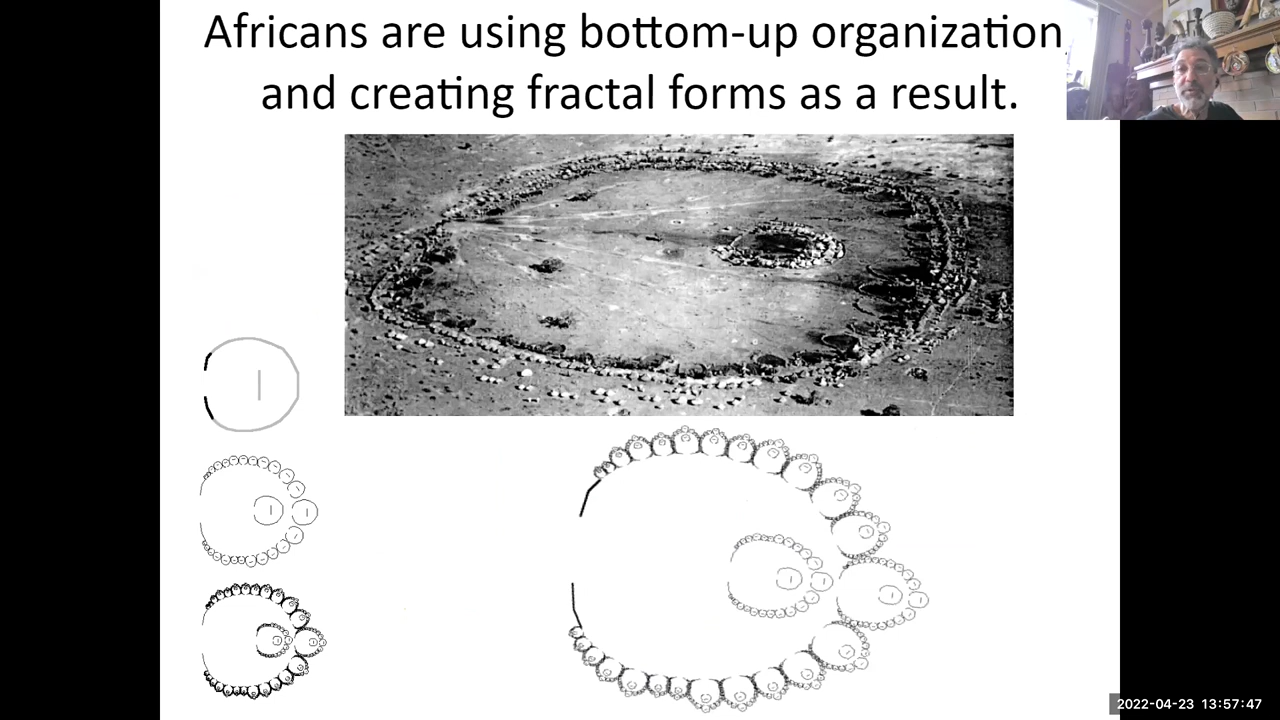 Africans are using bottom-up organization,
and creating fractal forms as a result.
2022-04-23 13:57:47